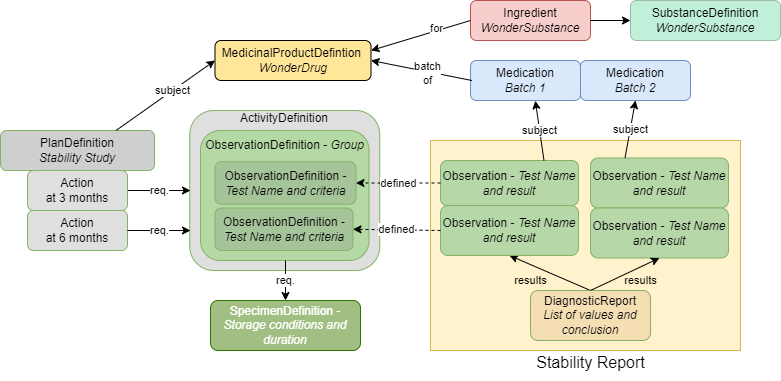 Ingredient
WonderSubstance
SubstanceDefinition
WonderSubstance
for
MedicinalProductDefintion
WonderDrug
batch
of
Medication
Batch 1
Medication
Batch 2
subject
ActivityDefinition
PlanDefinition
Stability Study
Action
at 3 months
Action
at 6 months
req.
req.
ObservationDefinition - Group
ObservationDefinition -
Test Name and criteria
ObservationDefinition -
Test Name and criteria
defined
defined
subject
subject
Observation - Test Name
and result
Observation - Test Name
and result
Observation - Test Name
and result
Observation - Test Name
and result
req.
SpecimenDefinition -
Storage conditions and
duration
results
results
DiagnosticReport
List of values and
conclusion
Stability Report